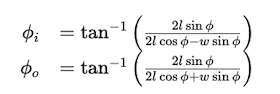 ϕ_i = tan⁻¹ ( (2l sin ϕ) / (2l cos ϕ − w sin ϕ) )
ϕ_o = tan⁻¹ ( (2l sin ϕ) / (2l cos ϕ + w sin ϕ) )